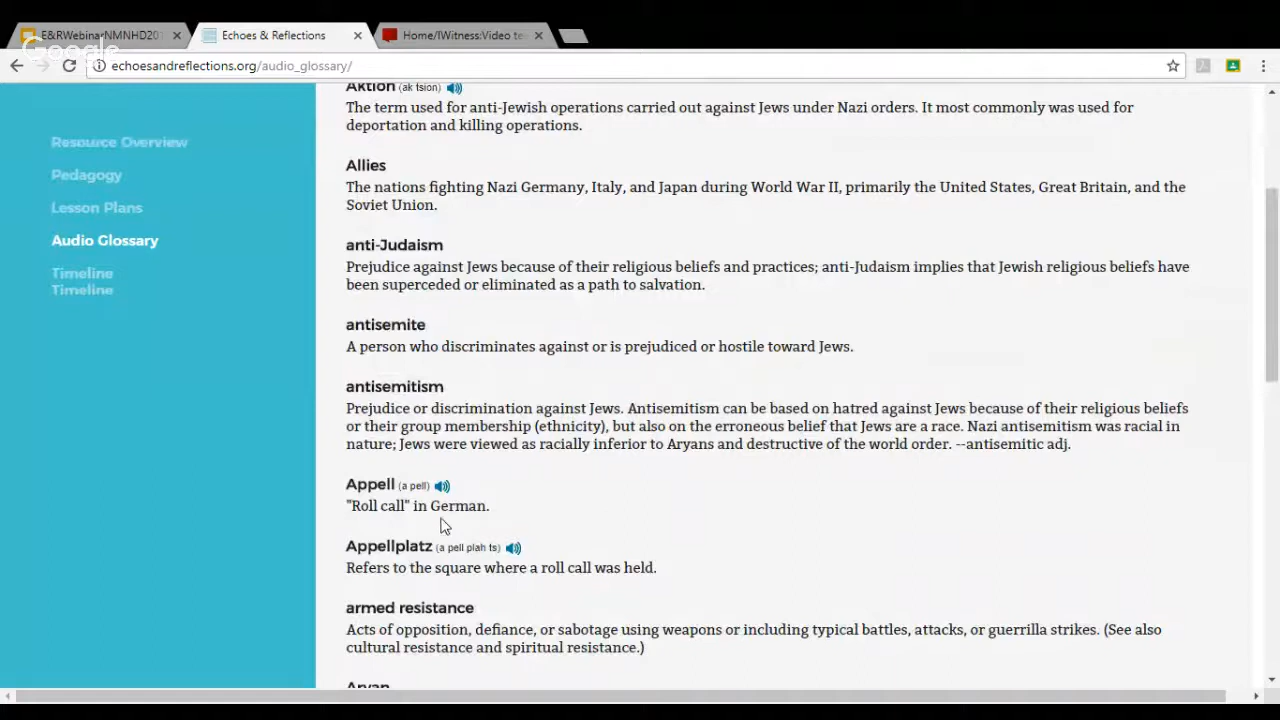 E&RWebinarNMNHD201
Echoes & Reflections
Home/IWitness:Video te
Google
echoesandreflections.org/audio_glossary/
Resource Overview
Pedagogy
Lesson Plans
Audio Glossary
Timeline
Timeline
Aktion (ak tsion)
The term used for anti-Jewish operations carried out against Jews under Nazi orders. It most commonly was used for
deportation and killing operations.
Allies
The nations fighting Nazi Germany, Italy, and Japan during World War II, primarily the United States, Great Britain, and the
Soviet Union.
anti-Judaism
Prejudice against Jews because of their religious beliefs and practices; anti-Judaism implies that Jewish religious beliefs have
been superceded or eliminated as a path to salvation.
antisemite
A person who discriminates against or is prejudiced or hostile toward Jews.
antisemitism
Prejudice or discrimination against Jews. Antisemitism can be based on hatred against Jews because of their religious beliefs
or their group membership (ethnicity), but also on the erroneous belief that Jews are a race. Nazi antisemitism was racial in
nature; Jews were viewed as racially inferior to Aryans and destructive of the world order. --antisemitic adj.
Appell (a pell)
"Roll call" in German.
Appellplatz (a pell plah ts)
Refers to the square where a roll call was held.
armed resistance
Acts of opposition, defiance, or sabotage using weapons or including typical battles, attacks, or guerrilla strikes. (See also
cultural resistance and spiritual resistance.)
Aryan